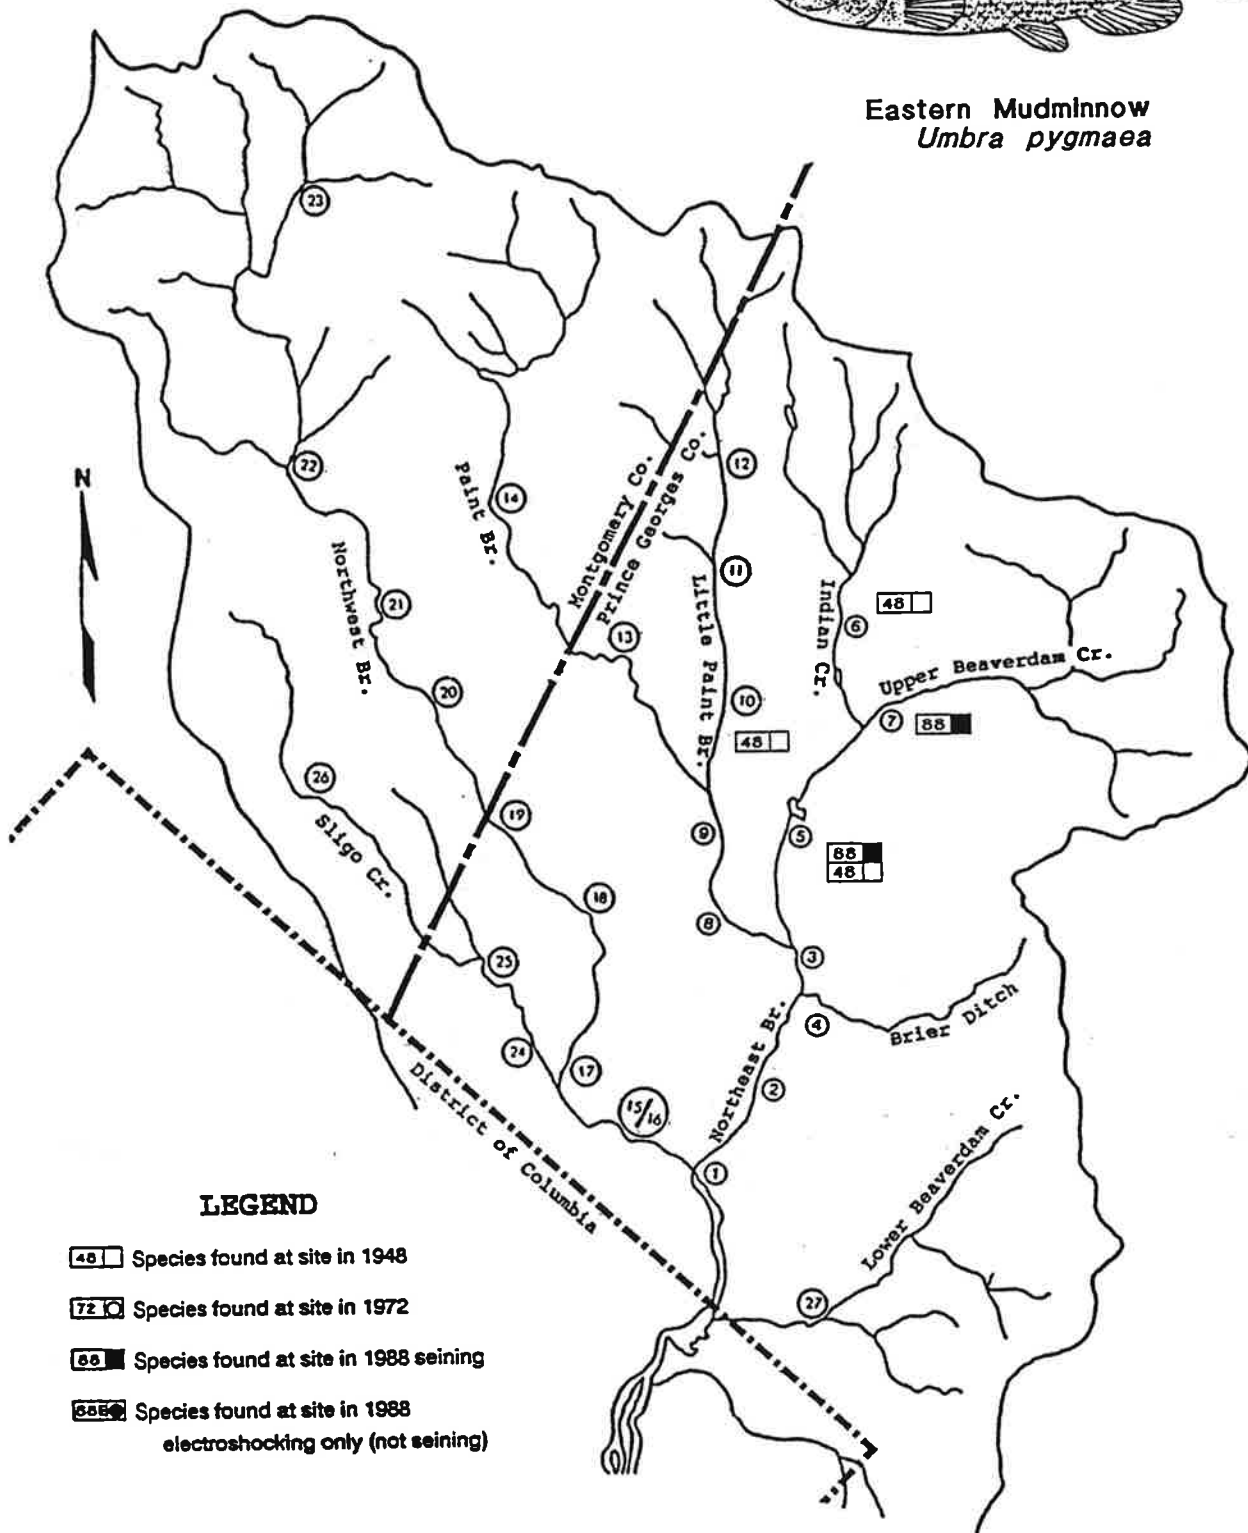 Eastern Mudminnow
Umbra pygmaea
23
N
22
14
12
Paint Br.
Montgomery Co.
Prince Georges Co.
11
Northwest Br.
21
13
Little Paint Br.
Indian Cr.
48
6
Upper Beaverdam Cr.
20
10
7
88
48
26
19
9
5
88
48
Sligo Cr.
18
8
3
25
4
Brier Ditch
24
17
Northeast Br.
2
15/16
District of Columbia
1
Lower Beaverdam Cr.
27
LEGEND
48 Species found at site in 1948
72 Species found at site in 1972
88 Species found at site in 1988 seining
88E Species found at site in 1988
electroshocking only (not seining)